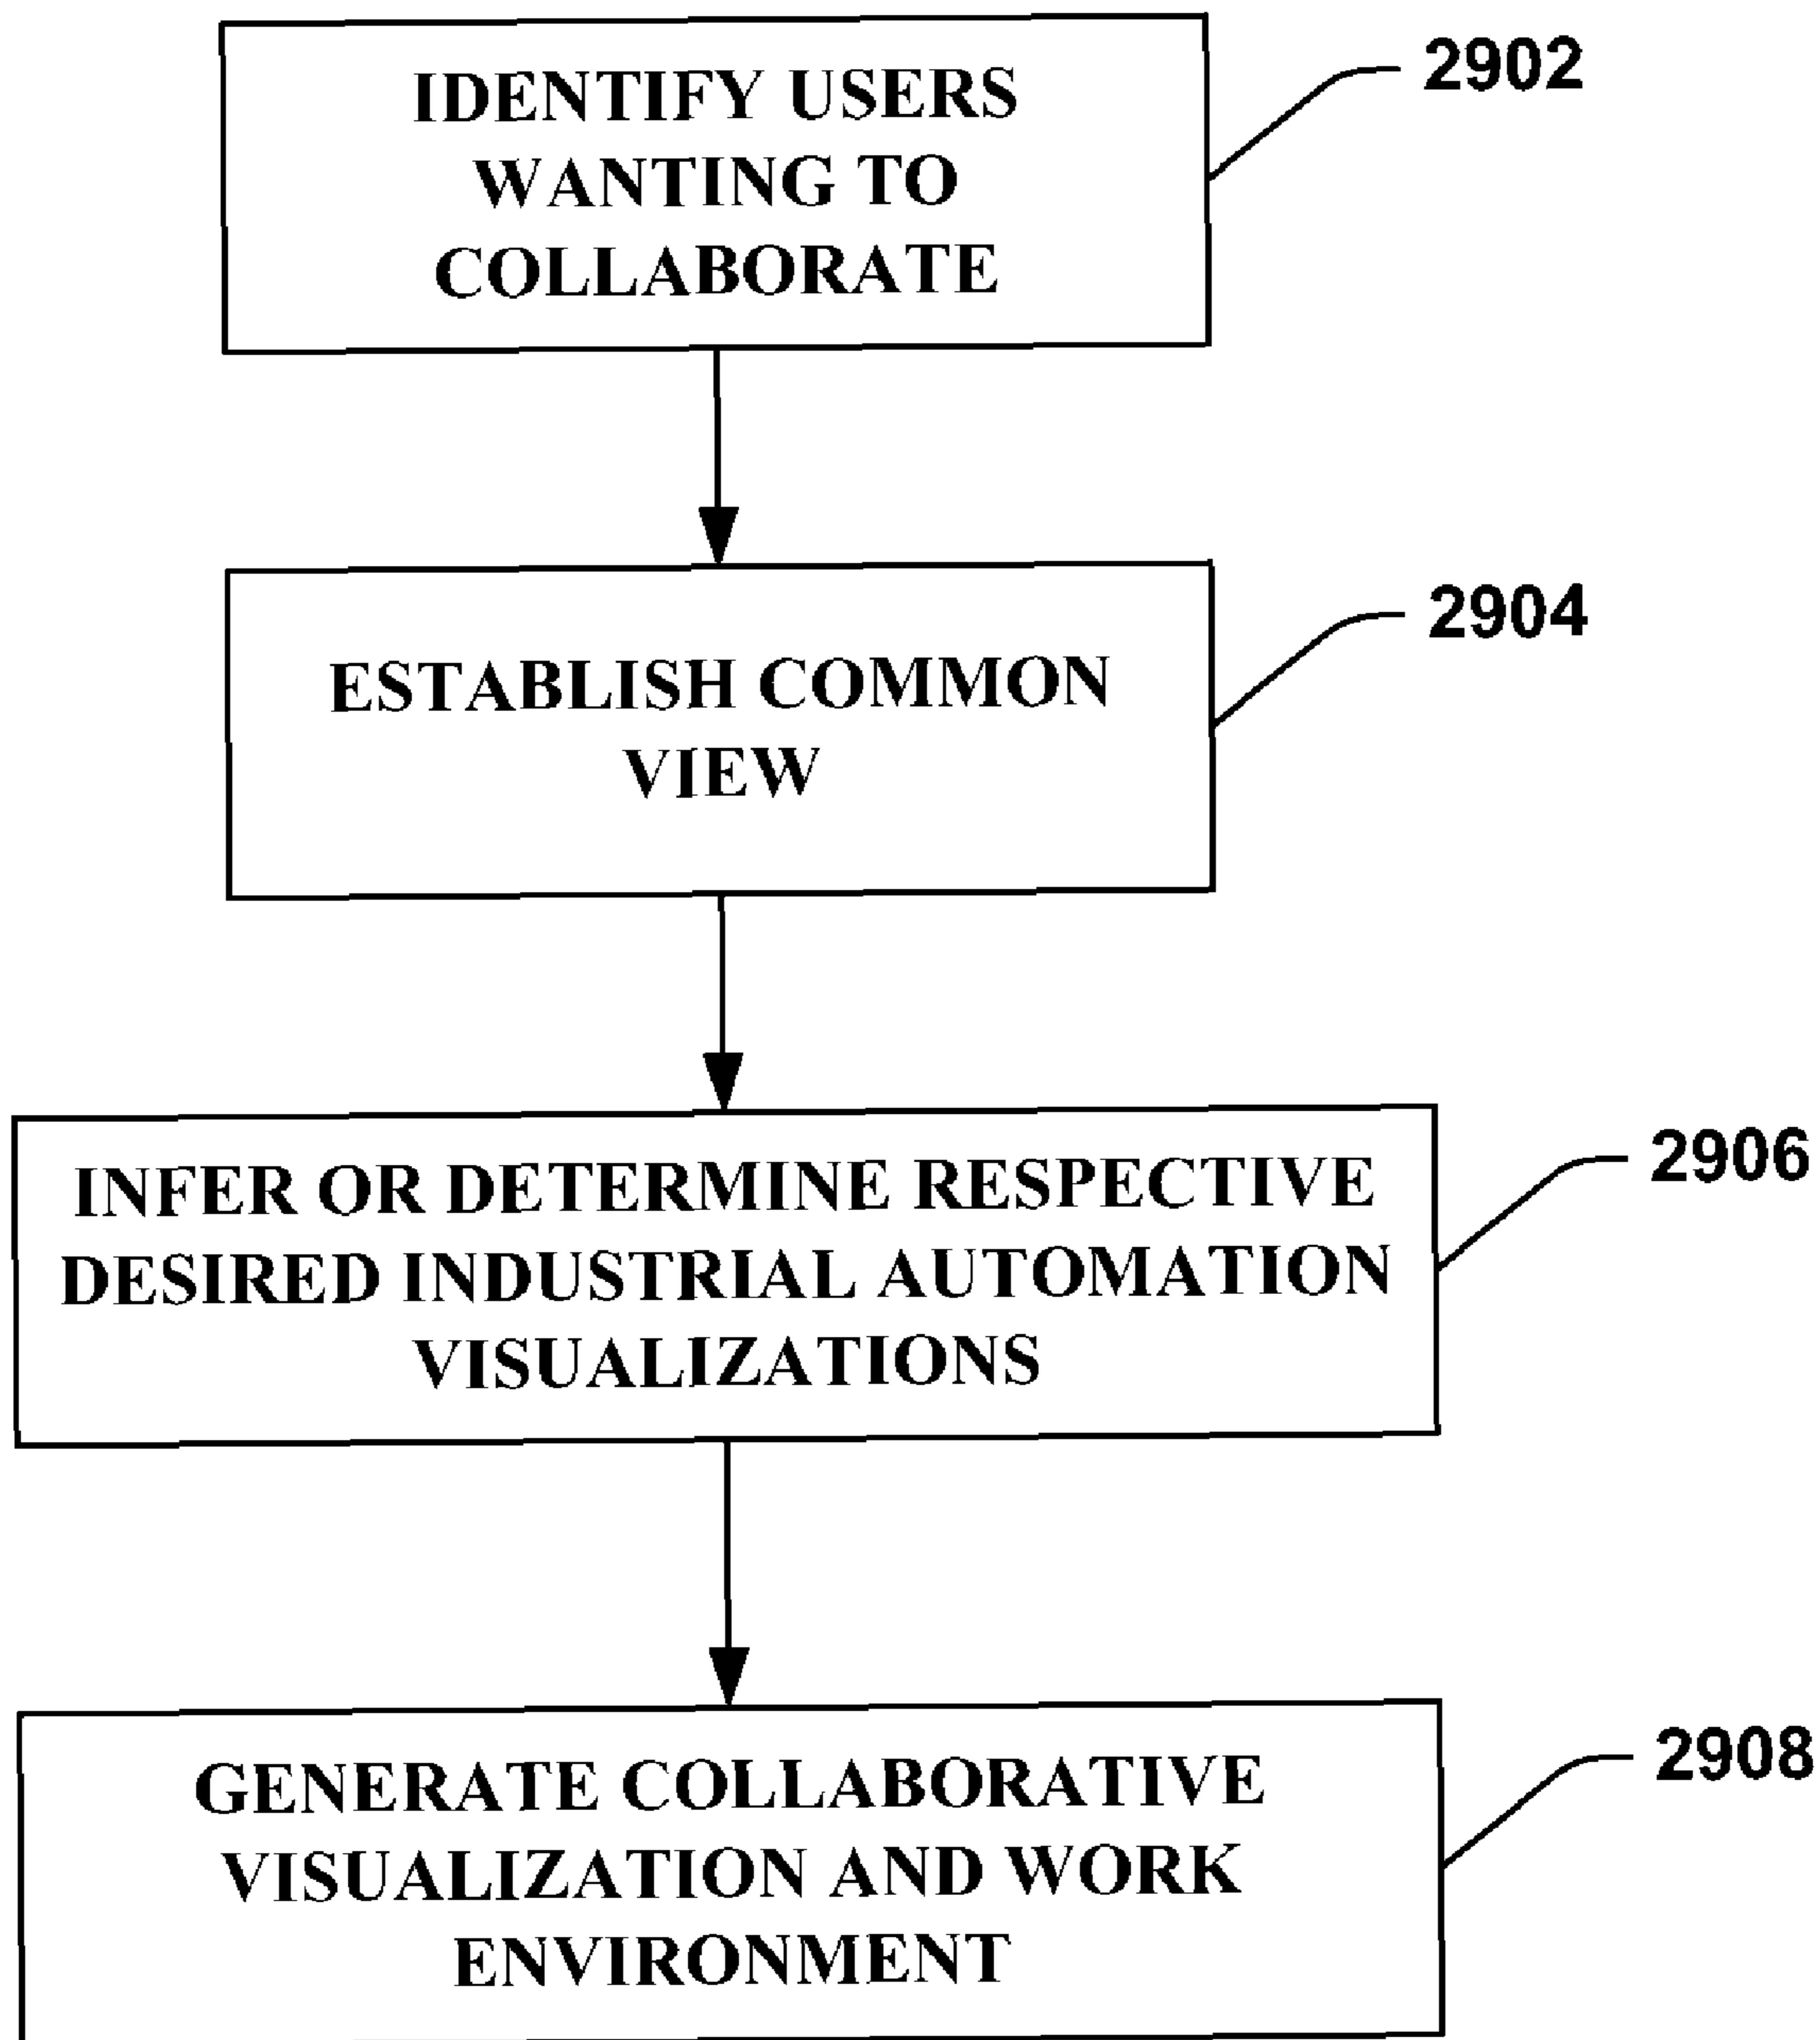 IDENTIFY USERS
WANTING TO
COLLABORATE
2902
ESTABLISH COMMON
VIEW
2904
INFER OR DETERMINE RESPECTIVE
DESIRED INDUSTRIAL AUTOMATION
VISUALIZATIONS
2906
GENERATE COLLABORATIVE
VISUALIZATION AND WORK
ENVIRONMENT
2908